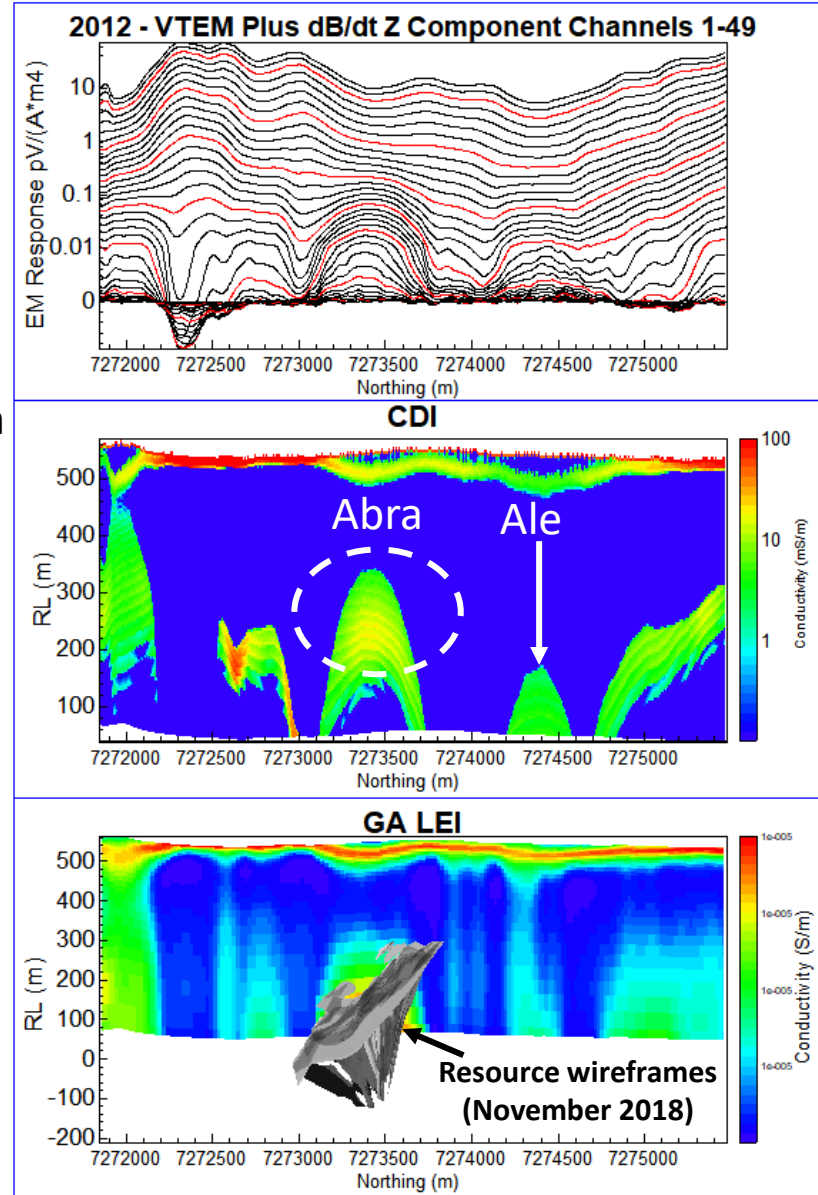 2012 - VTEM Plus dB/dt Z Component Channels 1-49
EM Response pV/(A*m4)
10
1
0.1
0.01
0
7272000 7272500 7273000 7273500 7274000 7274500 7275000
Northing (m)
CDI
RL (m)
500
400
300
200
100
Abra
Ale
100
10
1
Conductivity (mS/m)
7272000 7272500 7273000 7273500 7274000 7274500 7275000
Northing (m)
GA LEI
RL (m)
500
400
300
200
100
0
-100
-200
1e-005
1e-005
1e-005
1e-005
Conductivity (S/m)
Resource wireframes
(November 2018)
7272000 7272500 7273000 7273500 7274000 7274500 7275000
Northing (m)